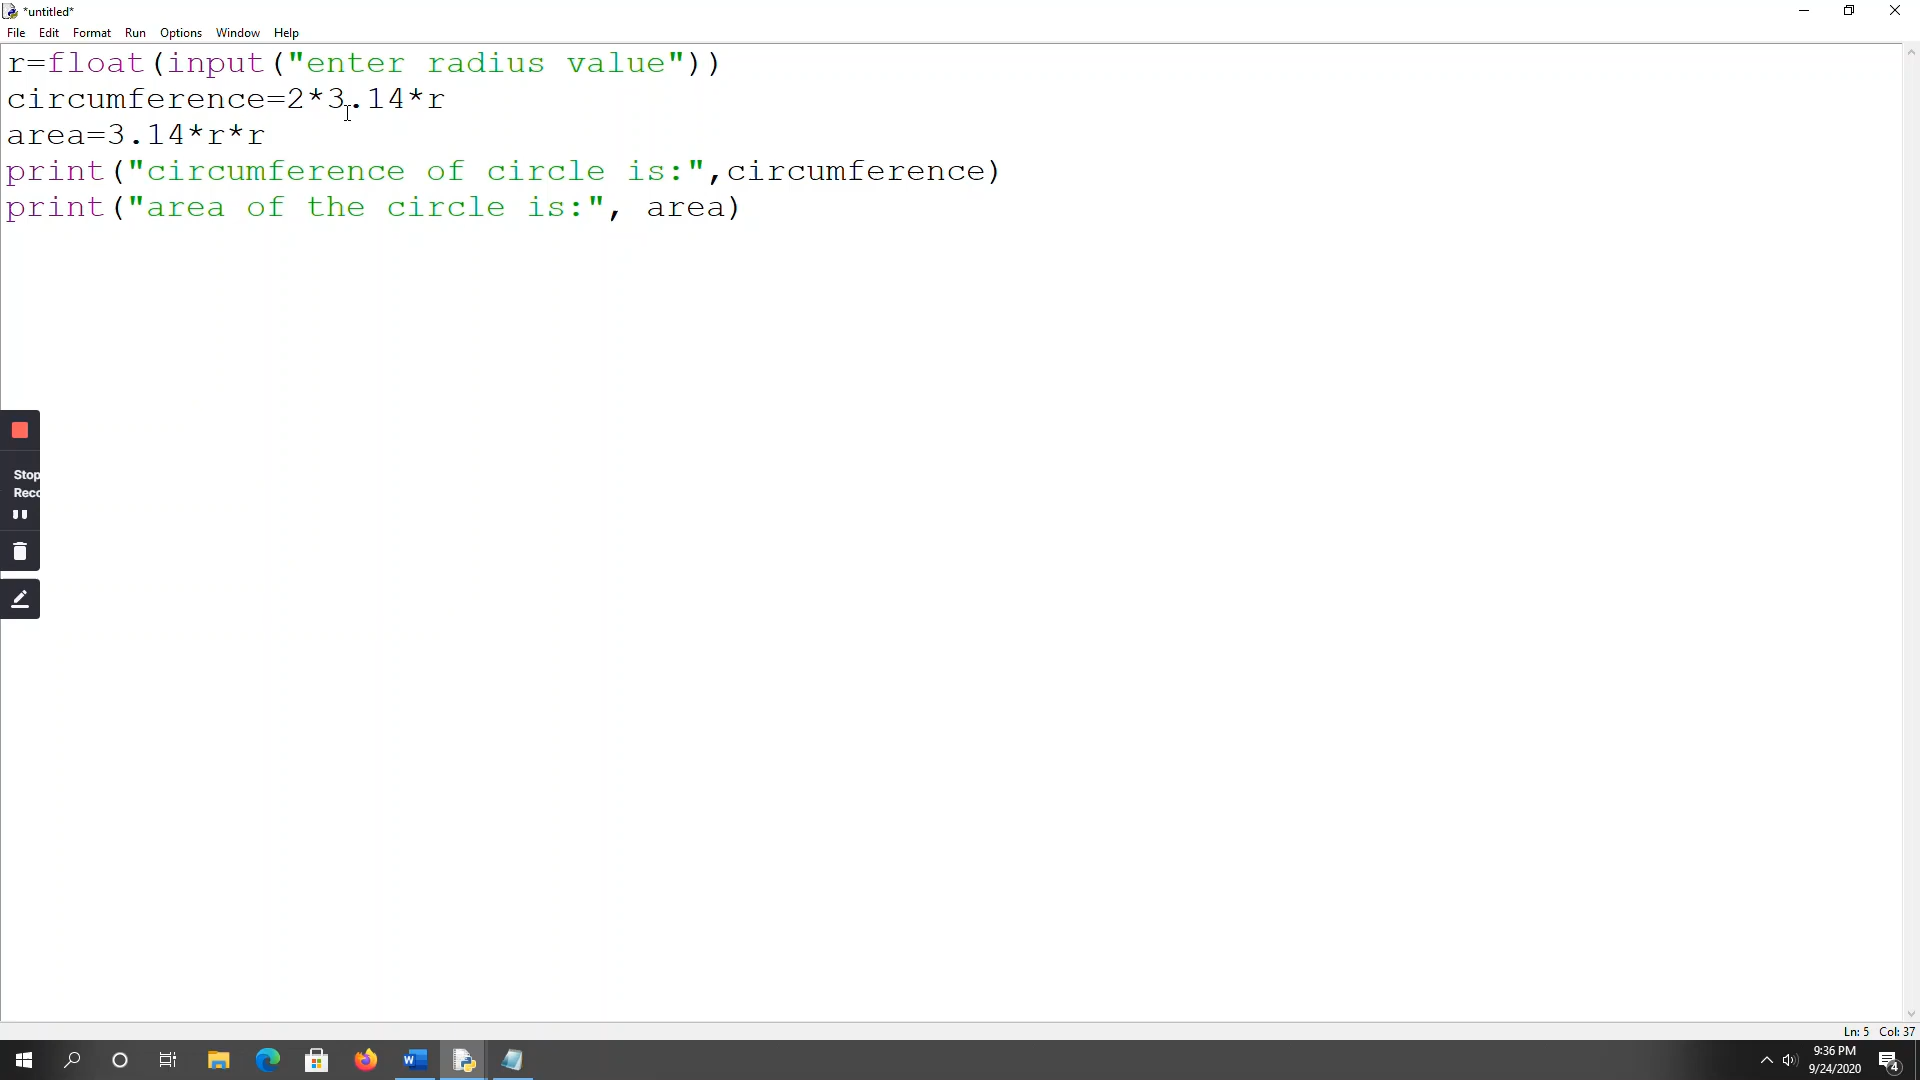 *untitled*
File Edit Format Run Options Window Help
r=float(input("enter radius value"))
circumference=2*3.14*r
area=3.14*r*r
print("circumference of circle is:",circumference)
print("area of the circle is:", area)
Stop
Reco
Ln: 5 Col: 37
9:36 PM
9/24/2020
4